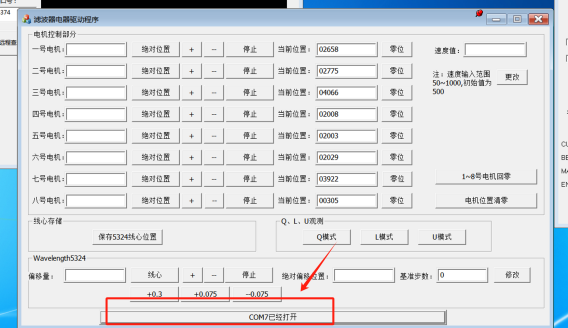 口号:
374
远程重
滤波器电器驱动程序
电机控制部分
一号电机: 绝对位置 + -- 停止 当前位置: 02658 零位 速度值:
二号电机: 绝对位置 + -- 停止 当前位置: 02775 零位
注: 速度输入范围
50~1000,初始值为
500
更改
三号电机: 绝对位置 + -- 停止 当前位置: 04066 零位
四号电机: 绝对位置 + -- 停止 当前位置: 02008 零位
五号电机: 绝对位置 + -- 停止 当前位置: 02003 零位
六号电机: 绝对位置 + -- 停止 当前位置: 02029 零位
七号电机: 绝对位置 + -- 停止 当前位置: 03922 零位 1~8号电机回零
八号电机: 绝对位置 + -- 停止 当前位置: 00305 零位 电机位置清零
线心存储
保存5324线心位置
Q、L、U观测
Q模式 L模式 U模式
Wavelength5324
偏移量: 线心 + -- 停止 绝对偏移位置: 基准步数: 0 修改
+0.3 +0.075 -0.075
COM7已经打开
CU
BE
MA
EN